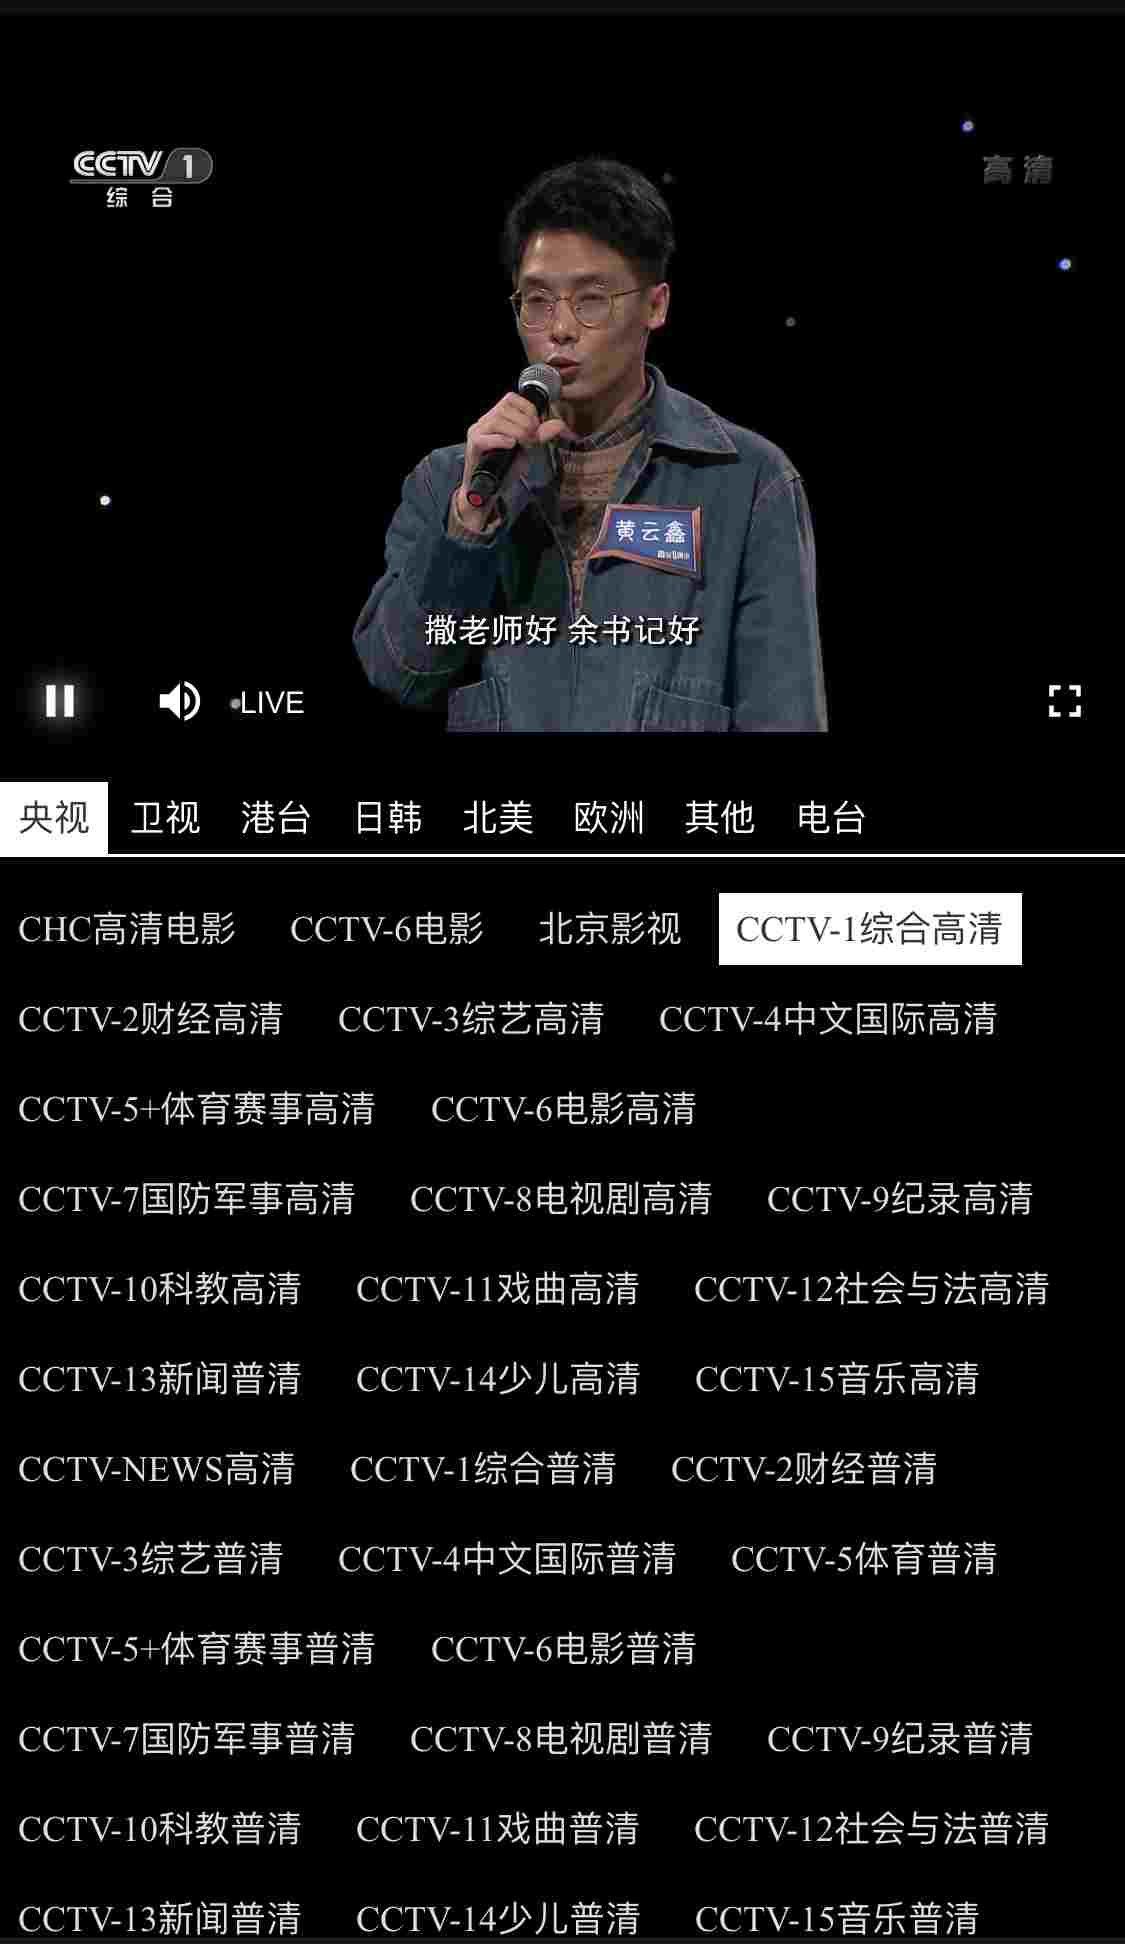 CCTV 1
综 合
高 清
黄云鑫
撒老师好 余书记好
LIVE
央视 卫视 港台 日韩 北美 欧洲 其他 电台
CHC高清电影 CCTV-6电影 北京影视 CCTV-1综合高清
CCTV-2财经高清 CCTV-3综艺高清 CCTV-4中文国际高清
CCTV-5+体育赛事高清 CCTV-6电影高清
CCTV-7国防军事高清 CCTV-8电视剧高清 CCTV-9纪录高清
CCTV-10科教高清 CCTV-11戏曲高清 CCTV-12社会与法高清
CCTV-13新闻普清 CCTV-14少儿高清 CCTV-15音乐高清
CCTV-NEWS高清 CCTV-1综合普清 CCTV-2财经普清
CCTV-3综艺普清 CCTV-4中文国际普清 CCTV-5体育普清
CCTV-5+体育赛事普清 CCTV-6电影普清
CCTV-7国防军事普清 CCTV-8电视剧普清 CCTV-9纪录普清
CCTV-10科教普清 CCTV-11戏曲普清 CCTV-12社会与法普清
CCTV-13新闻普清 CCTV-14少儿普清 CCTV-15音乐普清